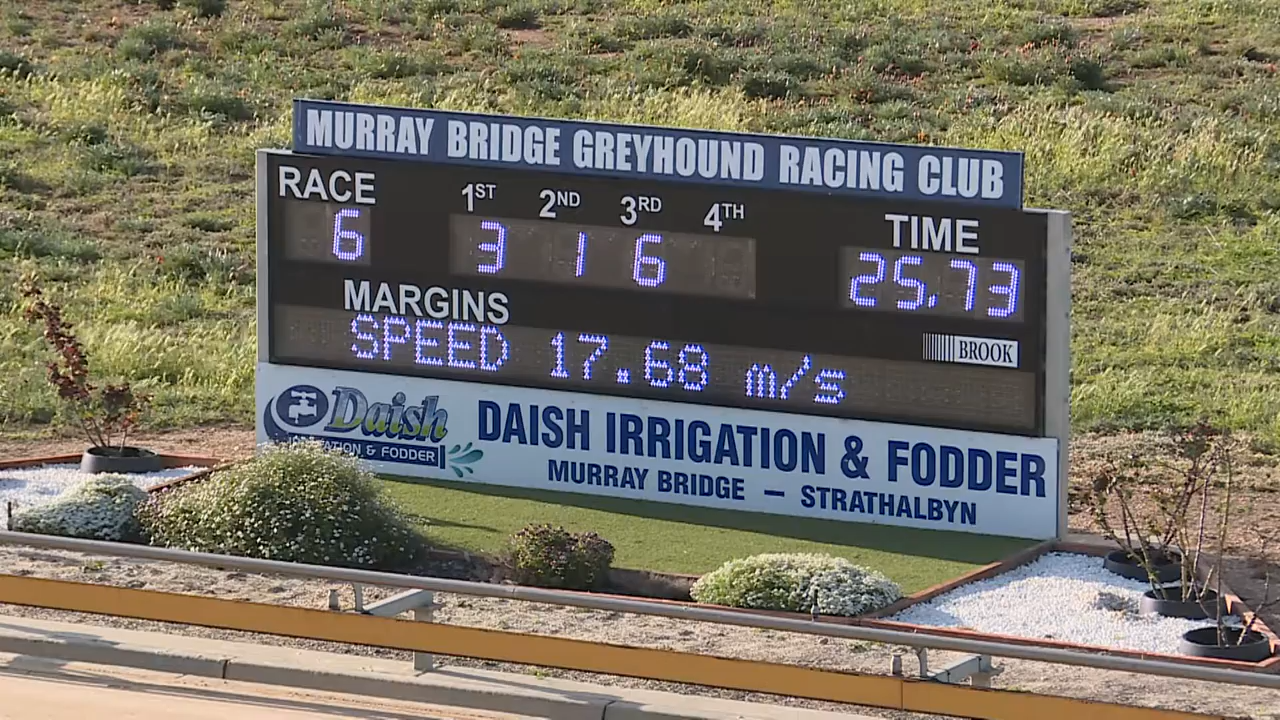 MURRAY BRIDGE GREYHOUND RACING CLUB
RACE 1ST 2ND 3RD 4TH TIME
6 3 1 6 25.73
MARGINS
SPEED 17.68 m/s
BROOK
Daish
IRRIGATION & FODDER
DAISH IRRIGATION & FODDER
MURRAY BRIDGE – STRATHALBYN